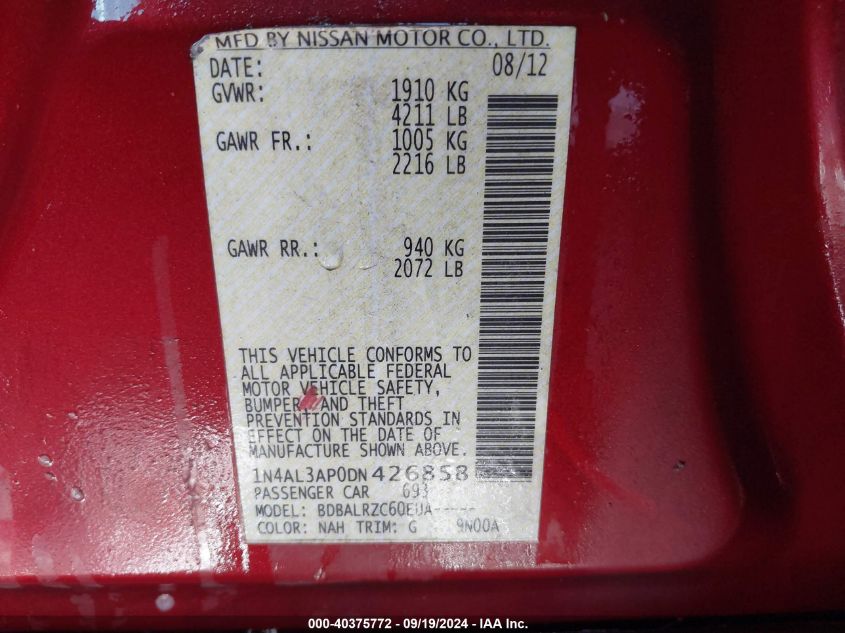 MFD BY NISSAN MOTOR CO., LTD.
DATE: 08/12
GVWR: 1910 KG
4211 LB
GAWR FR.: 1005 KG
2216 LB
GAWR RR.: 940 KG
2072 LB
THIS VEHICLE CONFORMS TO
ALL APPLICABLE FEDERAL
MOTOR VEHICLE SAFETY,
BUMPER AND THEFT
PREVENTION STANDARDS IN
EFFECT ON THE DATE OF
MANUFACTURE SHOWN ABOVE.
1N4AL3AP0DN426858
PASSENGER CAR 693
MODEL: BDBALRZC60EUA-----
COLOR: NAH TRIM: G 9N00A
000-40375772 - 09/19/2024 - IAA Inc.